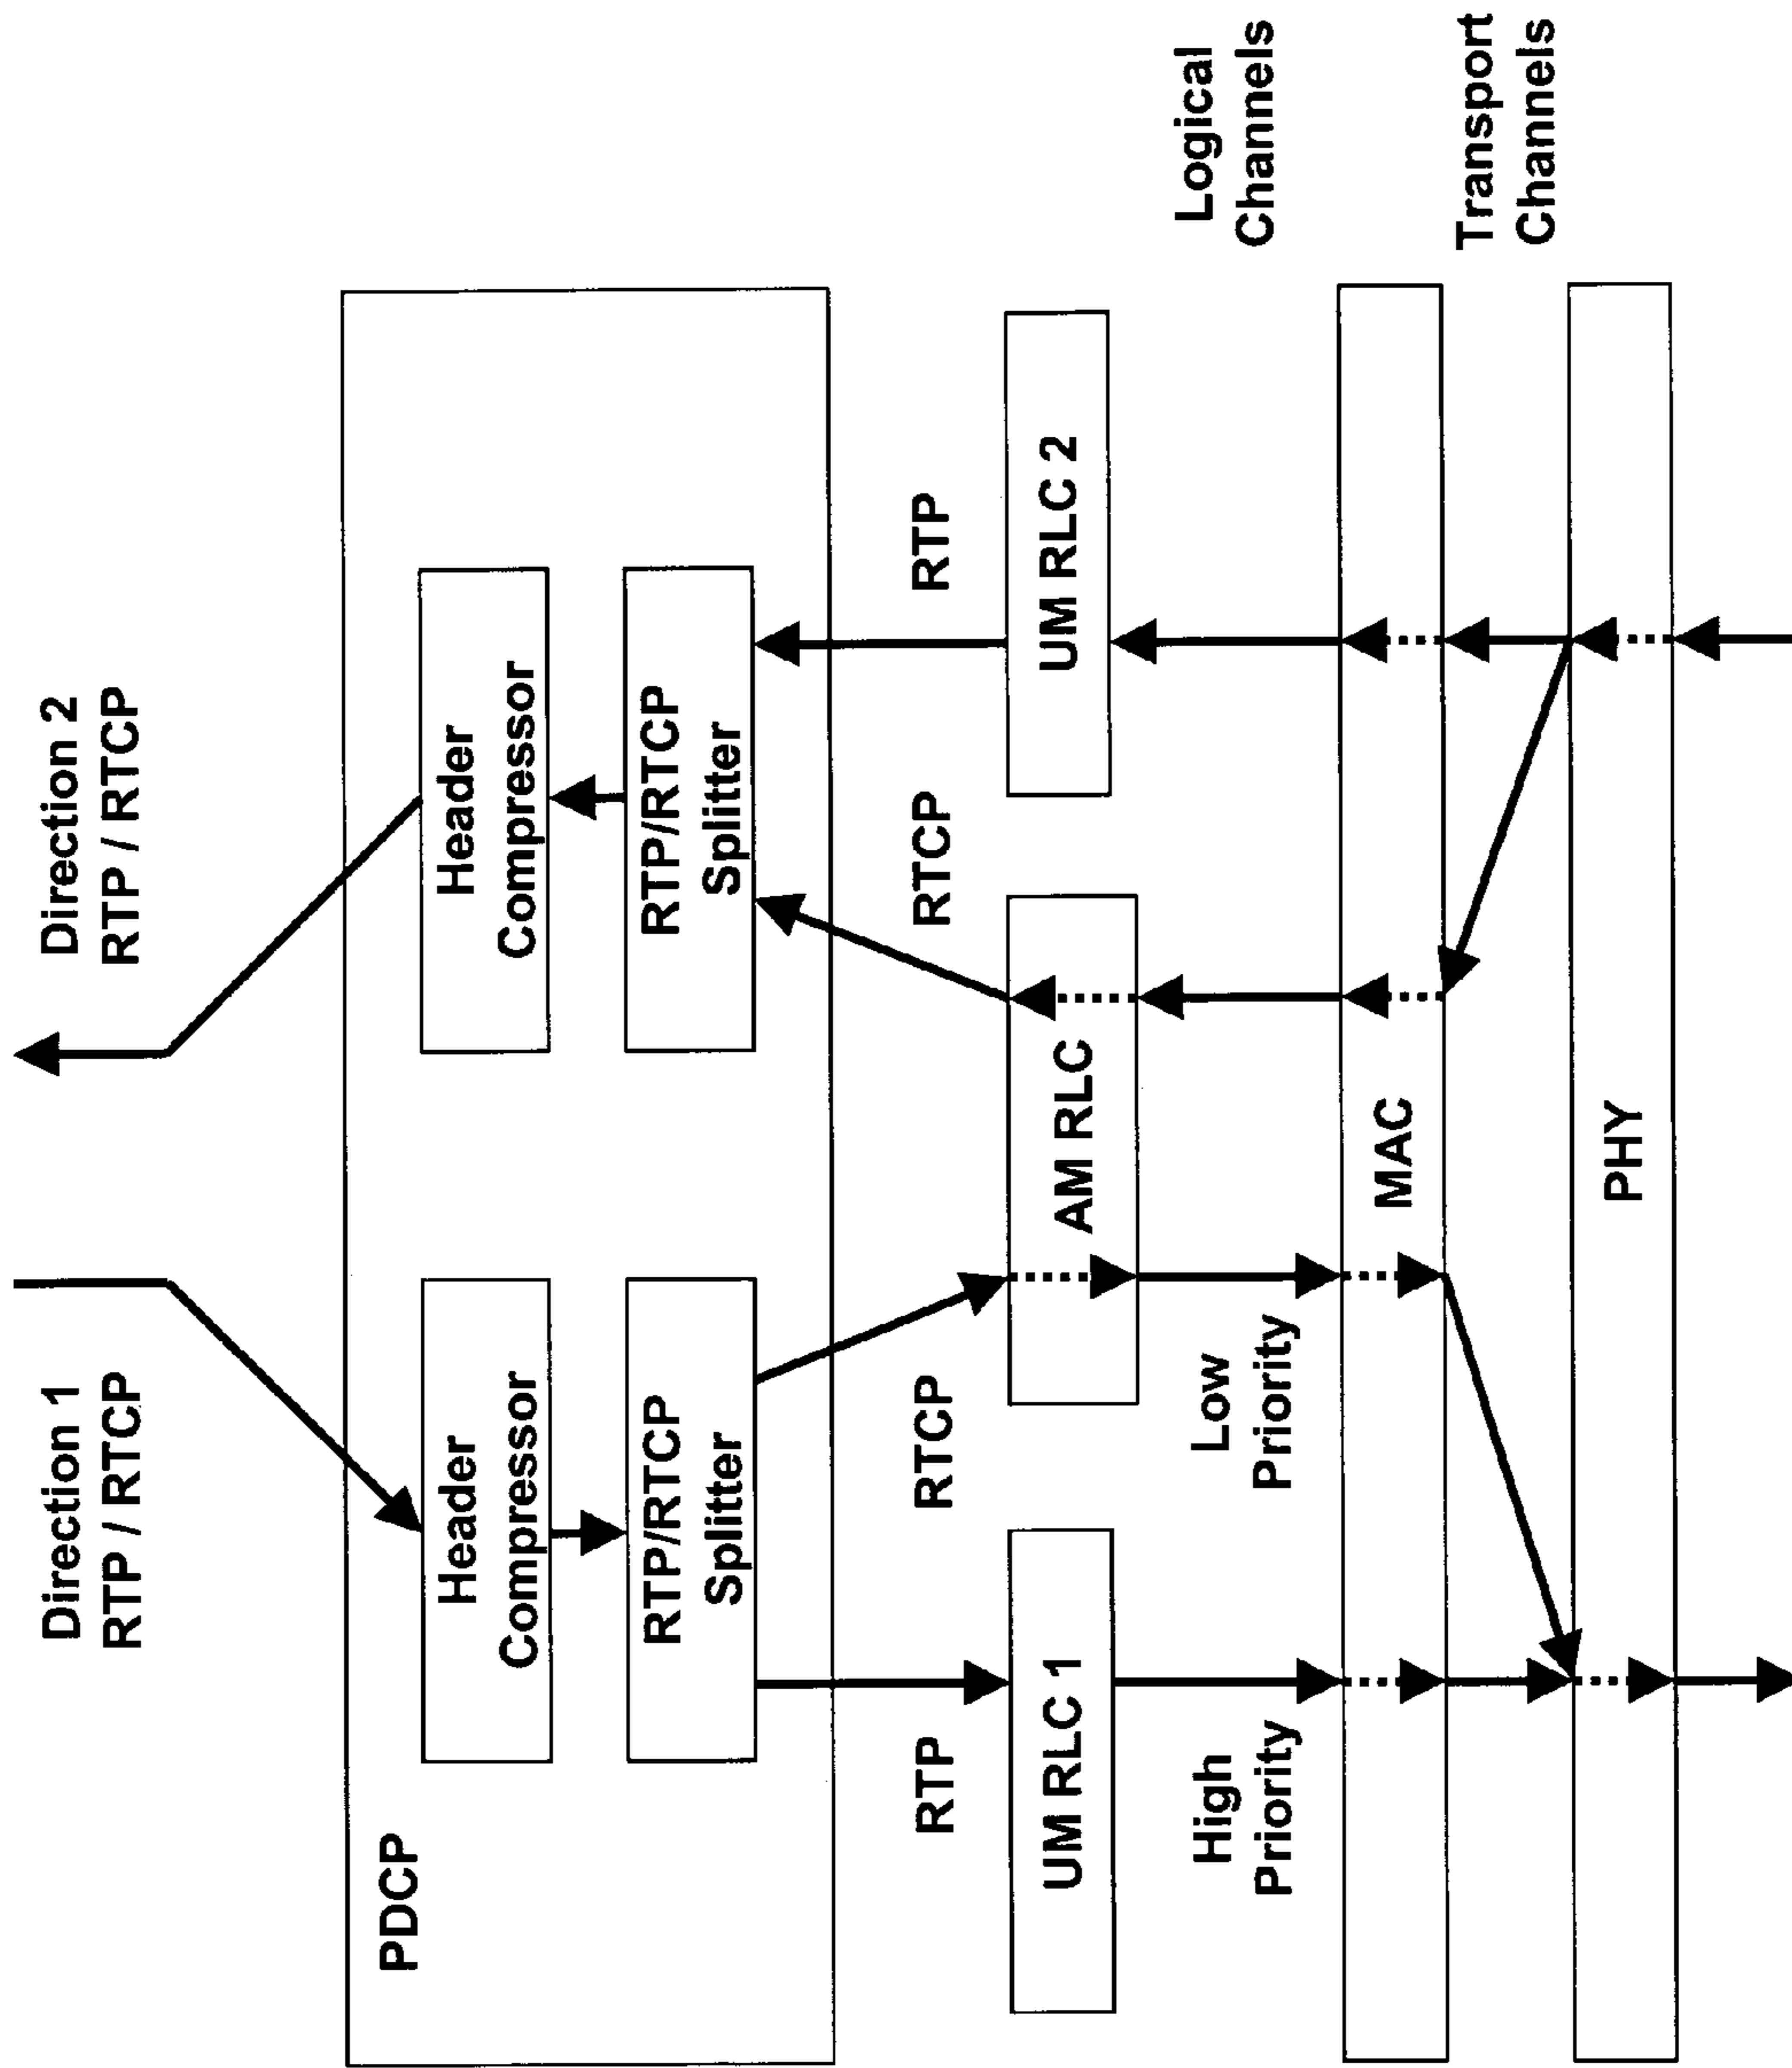 Direction 1
RTP / RTCP
Direction 2
RTP / RTCP
PDCP
Header
Compressor
Header
Compressor
RTP/RTCP
Splitter
RTP/RTCP
Splitter
RTP
RTCP
RTCP
RTP
UM RLC 1
AM RLC
UM RLC 2
High
Priority
Low
Priority
Logical
Channels
MAC
Transport
Channels
PHY